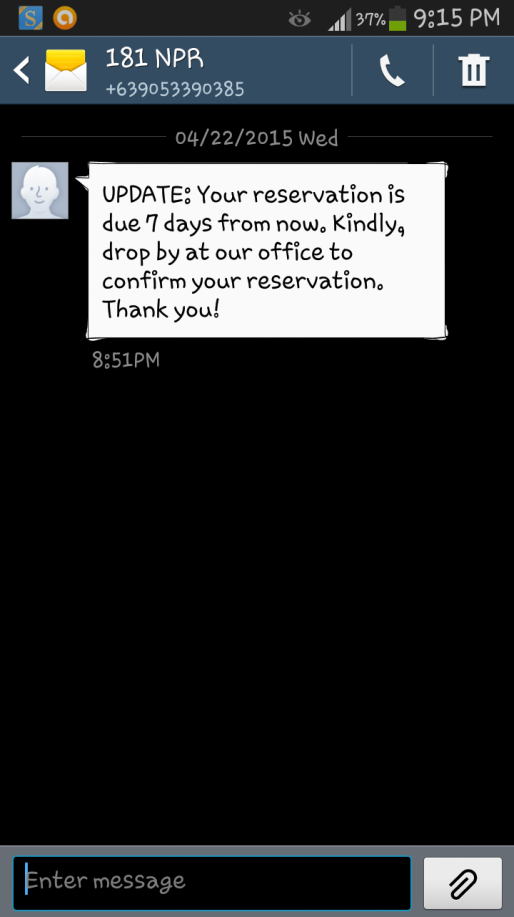 S 37% 9:15 PM
181 NPR
+639053390385
04/22/2015 Wed
UPDATE: Your reservation is
due 7 days from now. Kindly,
drop by at our office to
confirm your reservation.
Thank you!
8:51PM
Enter message